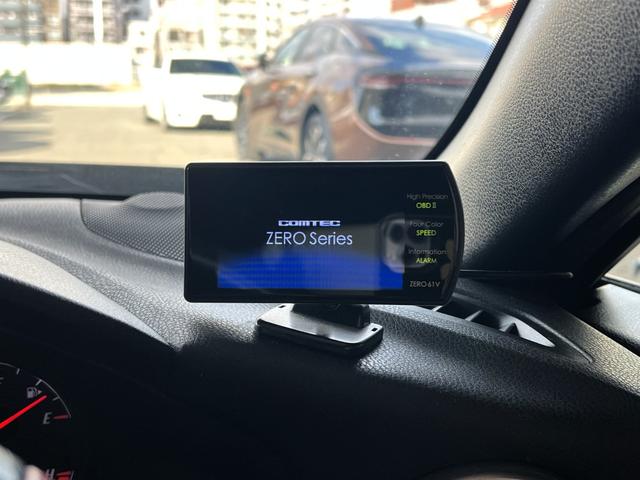 COMTEC
ZERO Series
High Precision
OBD II
Four Color
SPEED
Information
ALARM
ZERO 61V
E
H